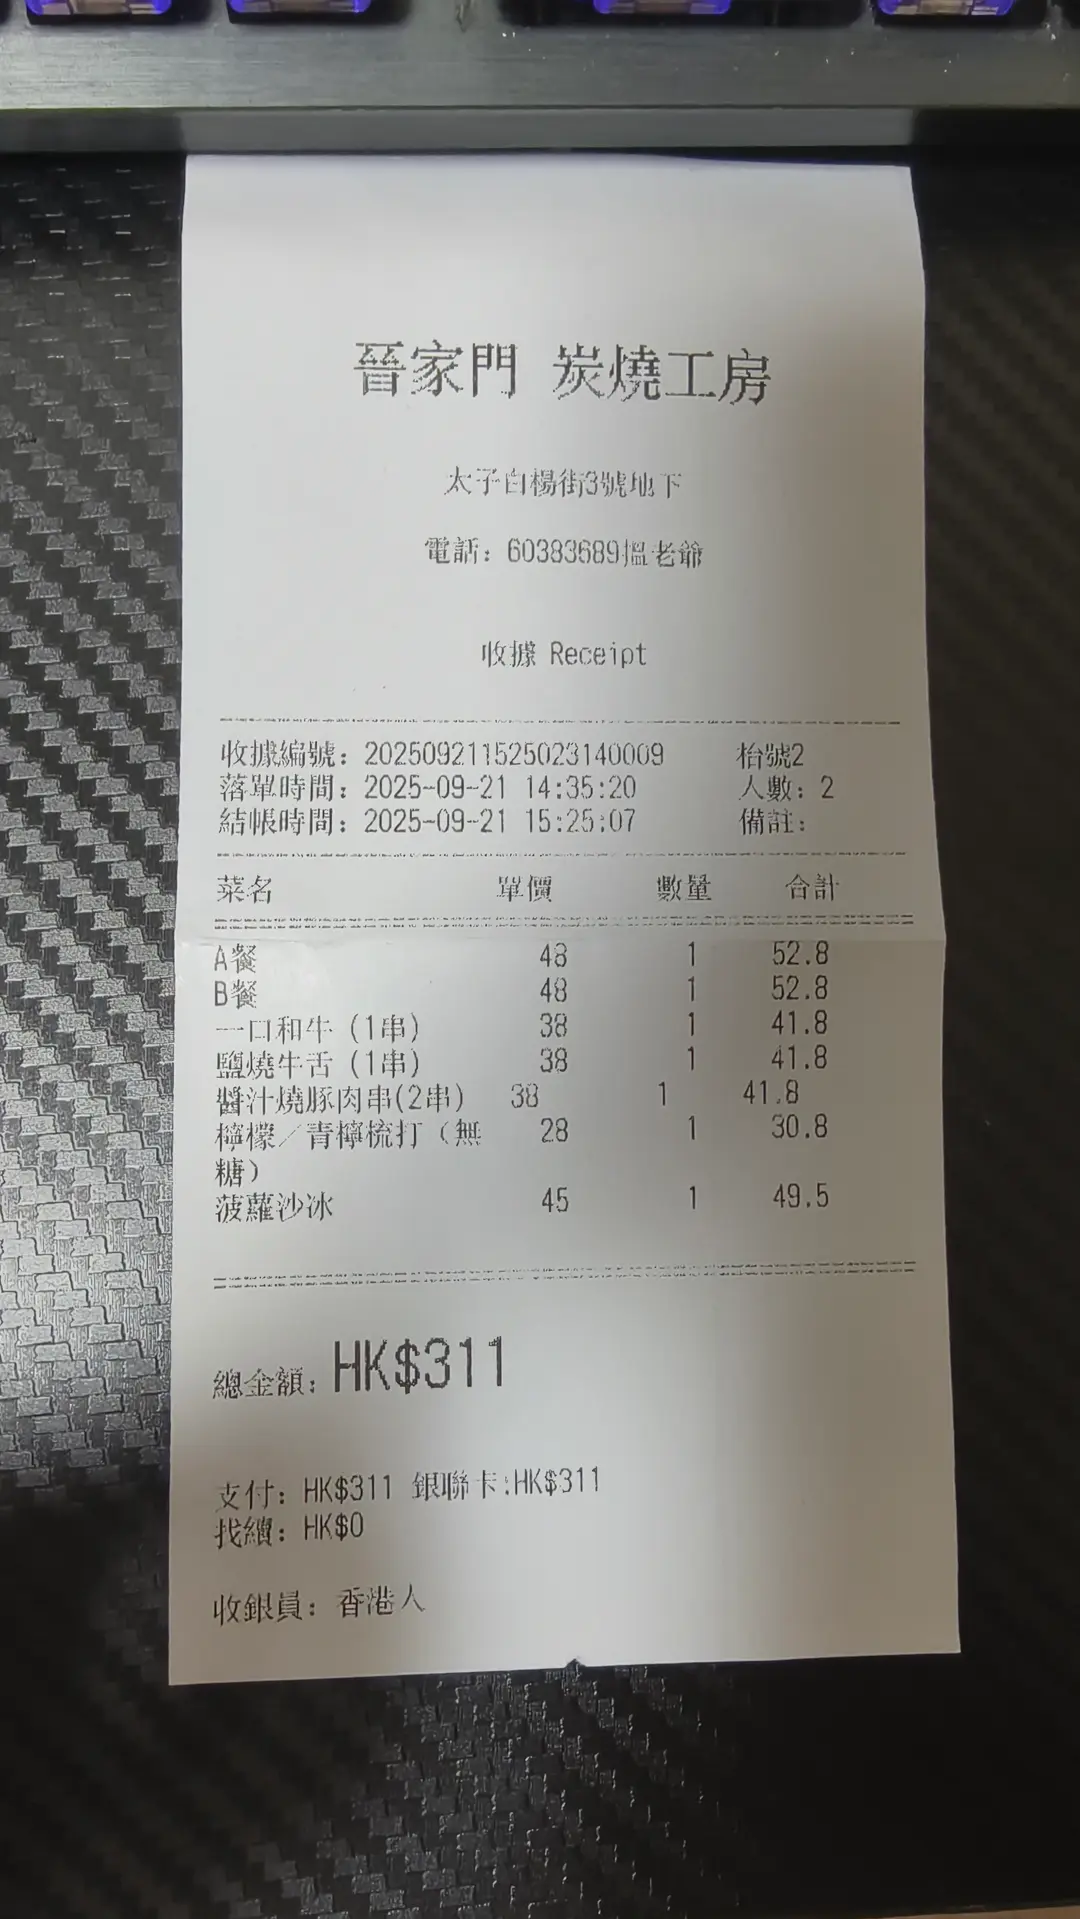 晉家門 炭燒工房
太子白楊街3號地下
電話：60383689搵老爺
收據 Receipt
收據編號：202509211525023140009 枱號2
落單時間：2025-09-21 14:35:20 人數：2
結帳時間：2025-09-21 15:25:07 備註：
菜名 單價 數量 合計
A餐 48 1 52.8
B餐 48 1 52.8
一口和牛（1串） 38 1 41.8
鹽燒牛舌（1串） 38 1 41.8
醬汁燒豚肉串(2串) 38 1 41.8
檸檬／青檸梳打（無 28 1 30.8
糖）
菠蘿沙冰 45 1 49.5
總金額：HK$311
支付：HK$311 銀聯卡:HK$311
找續：HK$0
收銀員：香港人